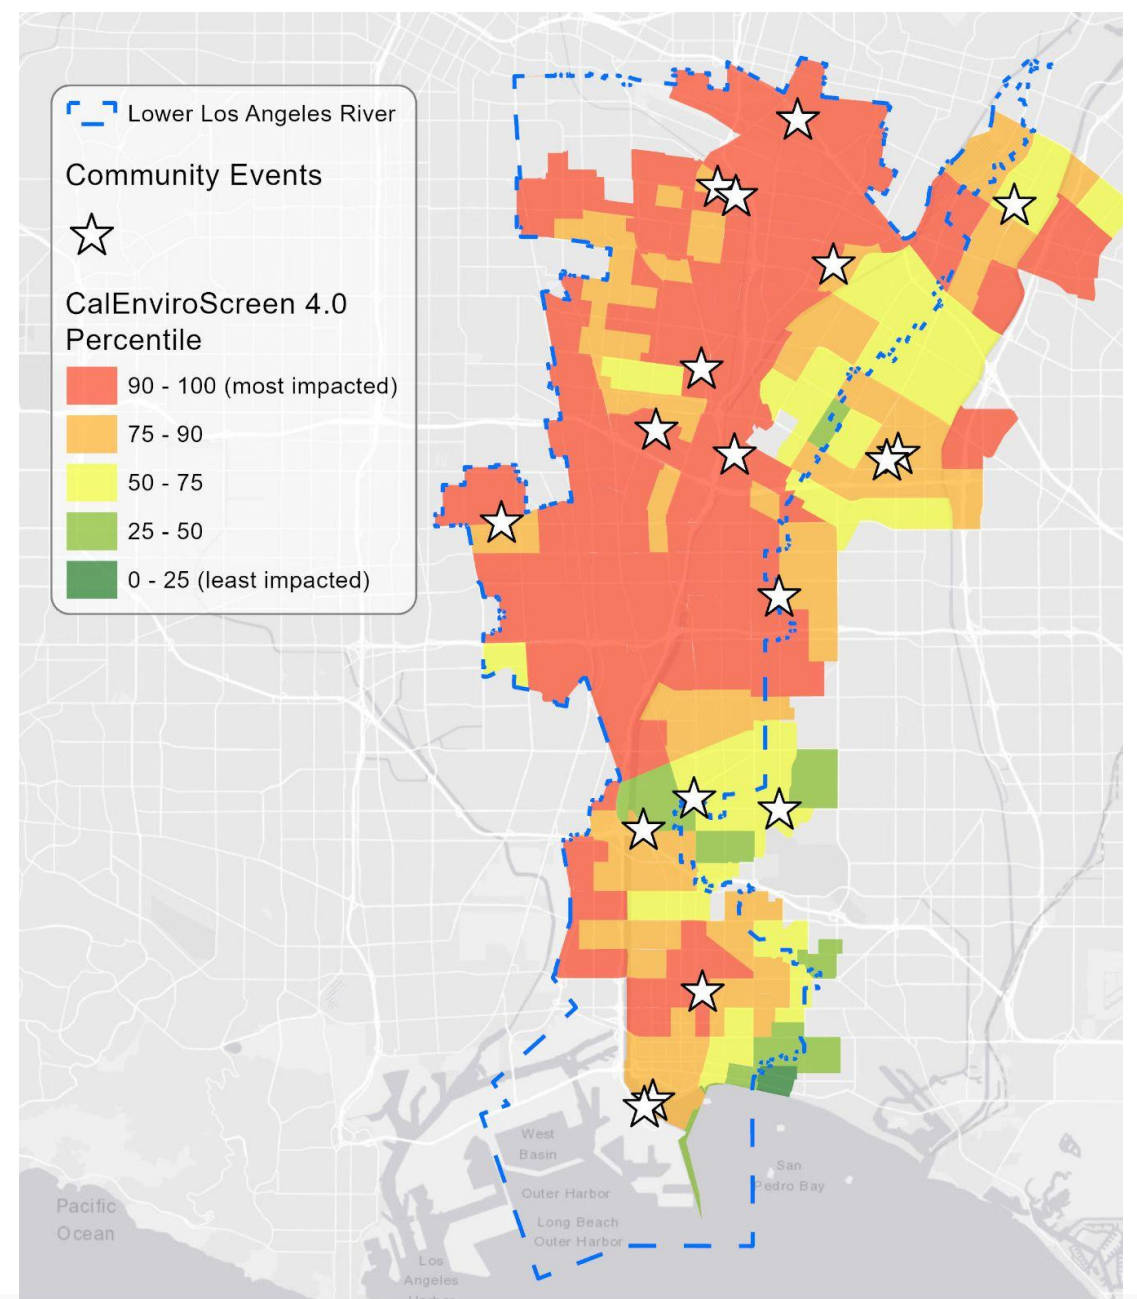 Lower Los Angeles River
Community Events
CalEnviroScreen 4.0
Percentile
90 - 100 (most impacted)
75 - 90
50 - 75
25 - 50
0 - 25 (least impacted)
West
Basin
San
Pedro Bay
Outer Harbor
Pacific
Ocean
Long Beach
Outer Harbor
Los
Angeles
Harbor